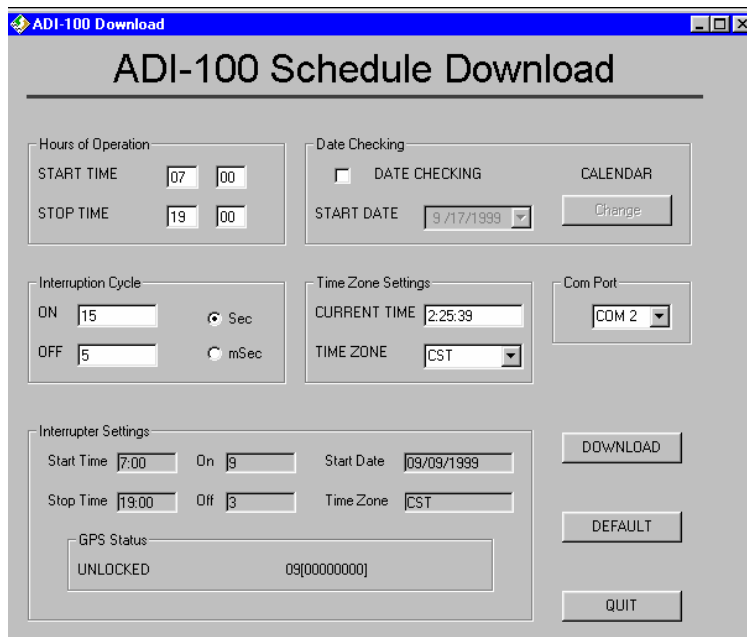 ADI-100 Download
ADI-100 Schedule Download
Hours of Operation
START TIME 07 00
STOP TIME 19 00
Date Checking
DATE CHECKING CALENDAR
START DATE 9/17/1999 Change
Interruption Cycle
ON 15 Sec
OFF 5 mSec
Time Zone Settings
CURRENT TIME 2:25:39
TIME ZONE CST
Com Port
COM 2
Interrupter Settings
Start Time 7:00 On 9 Start Date 09/09/1999
Stop Time 19:00 Off 3 Time Zone CST
GPS Status
UNLOCKED 09[00000000]
DOWNLOAD
DEFAULT
QUIT